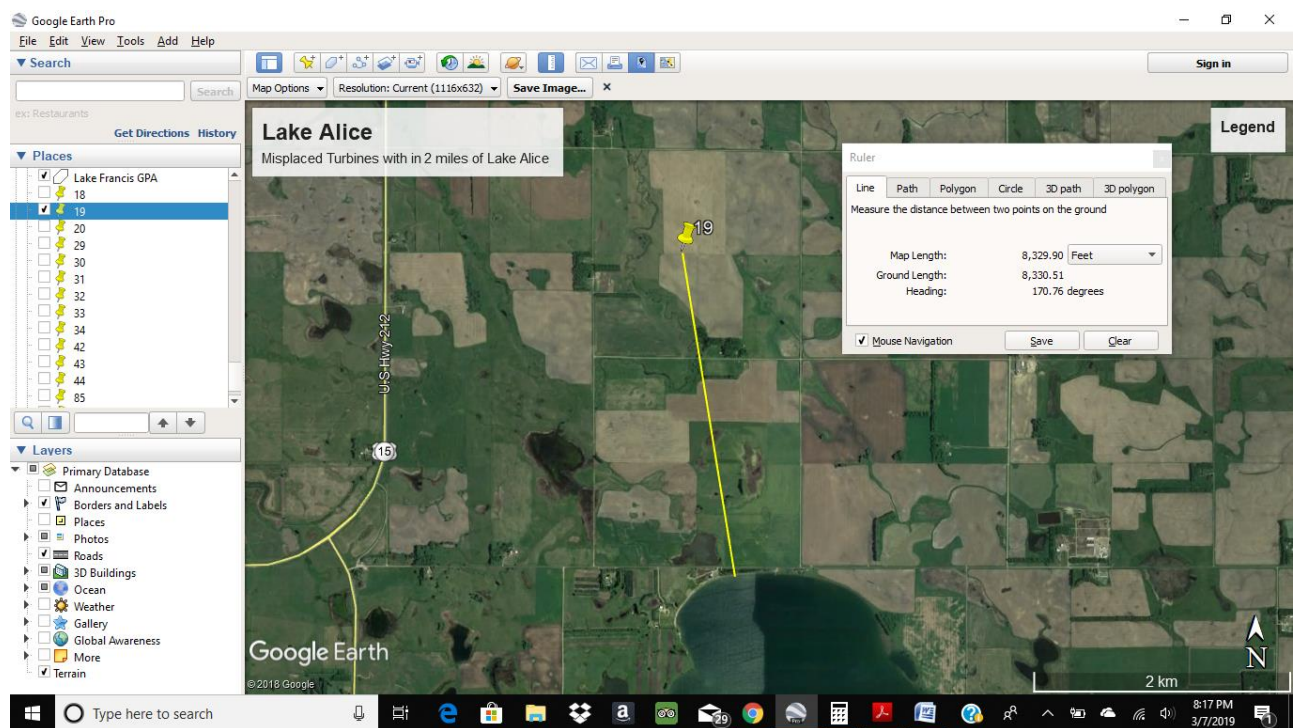 Google Earth Pro
File Edit View Tools Add Help
Search
Search
ex: Restaurants
Get Directions History
Places
Lake Francis GPA
18
19
20
29
30
31
32
33
34
42
43
44
85
Layers
Primary Database
Announcements
Borders and Labels
Places
Photos
Roads
3D Buildings
Ocean
Weather
Gallery
Global Awareness
More
Terrain
Sign in
Map Options Resolution: Current (1116x632) Save Image... X
Lake Alice
Misplaced Turbines with in 2 miles of Lake Alice
Legend
19
U-S-Hwy-212
15
Ruler
Line Path Polygon Circle 3D path 3D polygon
Measure the distance between two points on the ground
Map Length: 8,329.90 Feet
Ground Length: 8,330.51
Heading: 170.76 degrees
Mouse Navigation Save Clear
Google Earth
©2018 Google
N
2 km
Type here to search
29
8:17 PM
3/7/2019